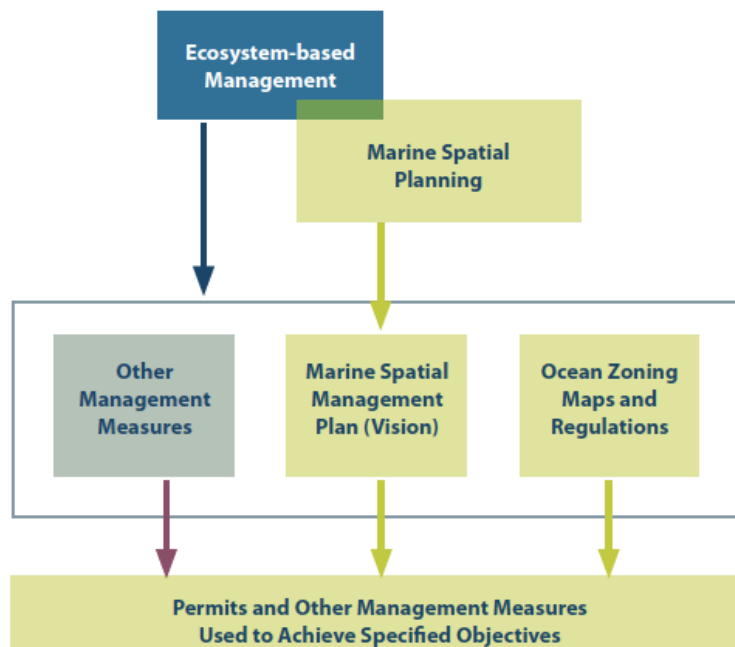 Ecosystem-based
Management
Marine Spatial
Planning
Other
Management
Measures
Marine Spatial
Management
Plan (Vision)
Ocean Zoning
Maps and
Regulations
Permits and Other Management Measures
Used to Achieve Specified Objectives